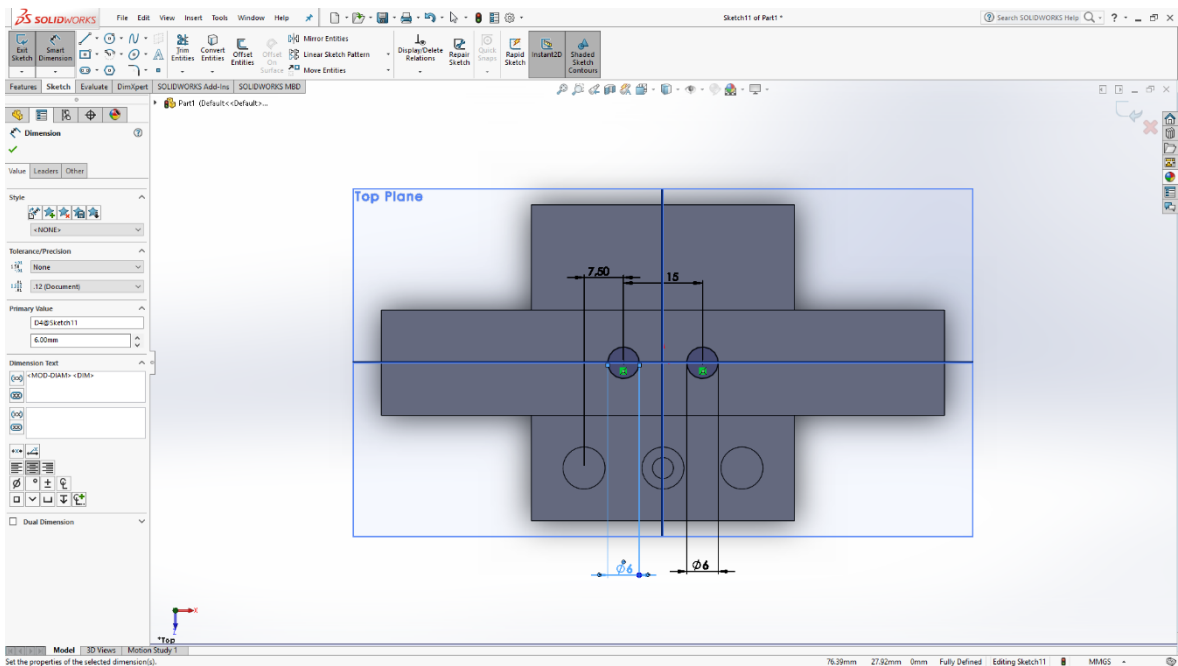 SOLIDWORKS File Edit View Insert Tools Window Help Sketch11 of Part1 * Search SOLIDWORKS Help
Exit Sketch
Smart Dimension
Trim Entities
Convert Entities
Offset Entities
Offset On Surface
Mirror Entities
Linear Sketch Pattern
Move Entities
Display/Delete Relations
Repair Sketch
Quick Snaps
Rapid Sketch
Instant2D
Shaded Sketch Contours
Features Sketch Evaluate DimXpert SOLIDWORKS Add-Ins SOLIDWORKS MBD
Part1 (Default<<Default>...
Dimension
Value Leaders Other
Style
<NONE>
Tolerance/Precision
None
.12 (Document)
Primary Value
D4@Sketch11
6.00mm
Dimension Text
<MOD-DIAM><DIM>
Dual Dimension
Top Plane
7.50
15
Ø6
Ø6
X
Z
*Top
Model 3D Views Motion Study 1
Set the properties of the selected dimension(s).
76.39mm 27.92mm 0mm Fully Defined Editing Sketch11 MMGS